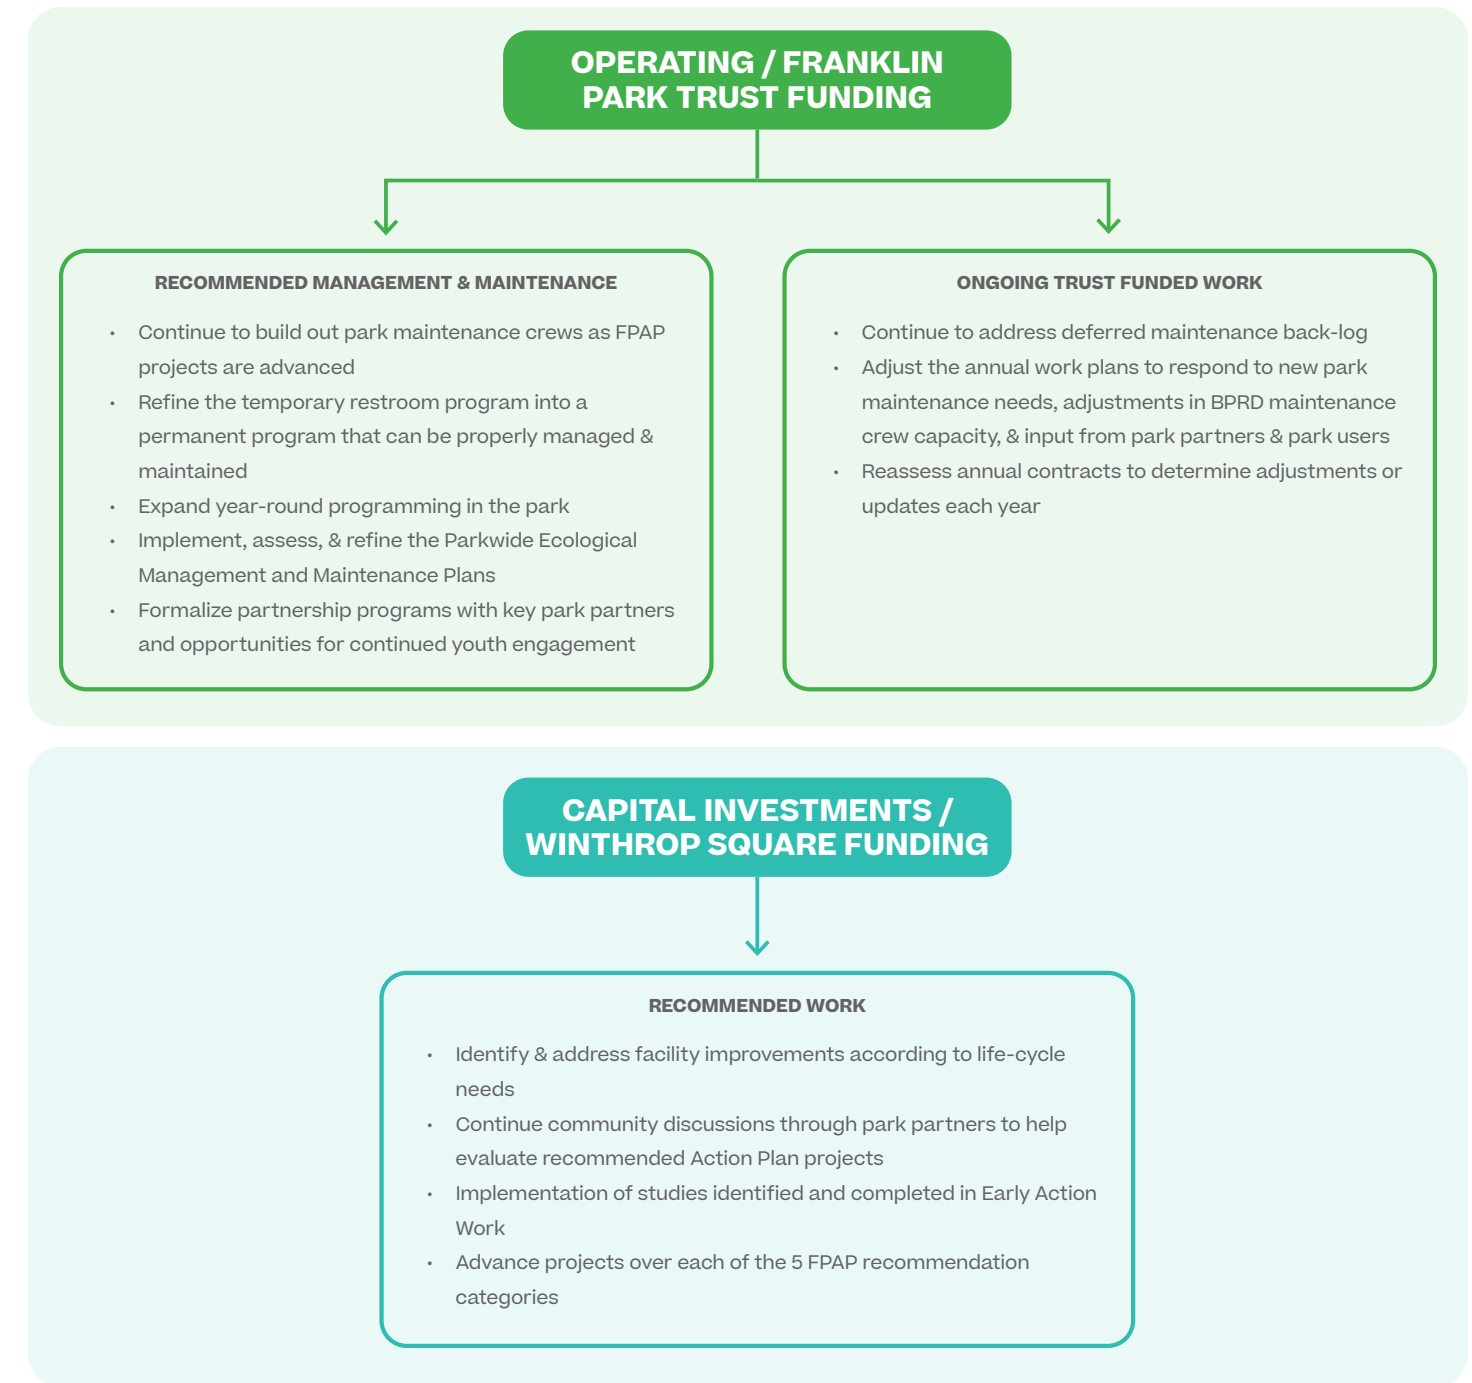 OPERATING / FRANKLIN
PARK TRUST FUNDING
RECOMMENDED MANAGEMENT & MAINTENANCE
• Continue to build out park maintenance crews as FPAP
projects are advanced
• Refine the temporary restroom program into a
permanent program that can be properly managed &
maintained
• Expand year-round programming in the park
• Implement, assess, & refine the Parkwide Ecological
Management and Maintenance Plans
• Formalize partnership programs with key park partners
and opportunities for continued youth engagement
ONGOING TRUST FUNDED WORK
• Continue to address deferred maintenance back-log
• Adjust the annual work plans to respond to new park
maintenance needs, adjustments in BPRD maintenance
crew capacity, & input from park partners & park users
• Reassess annual contracts to determine adjustments or
updates each year
CAPITAL INVESTMENTS /
WINTHROP SQUARE FUNDING
RECOMMENDED WORK
• Identify & address facility improvements according to life-cycle
needs
• Continue community discussions through park partners to help
evaluate recommended Action Plan projects
• Implementation of studies identified and completed in Early Action
Work
• Advance projects over each of the 5 FPAP recommendation
categories